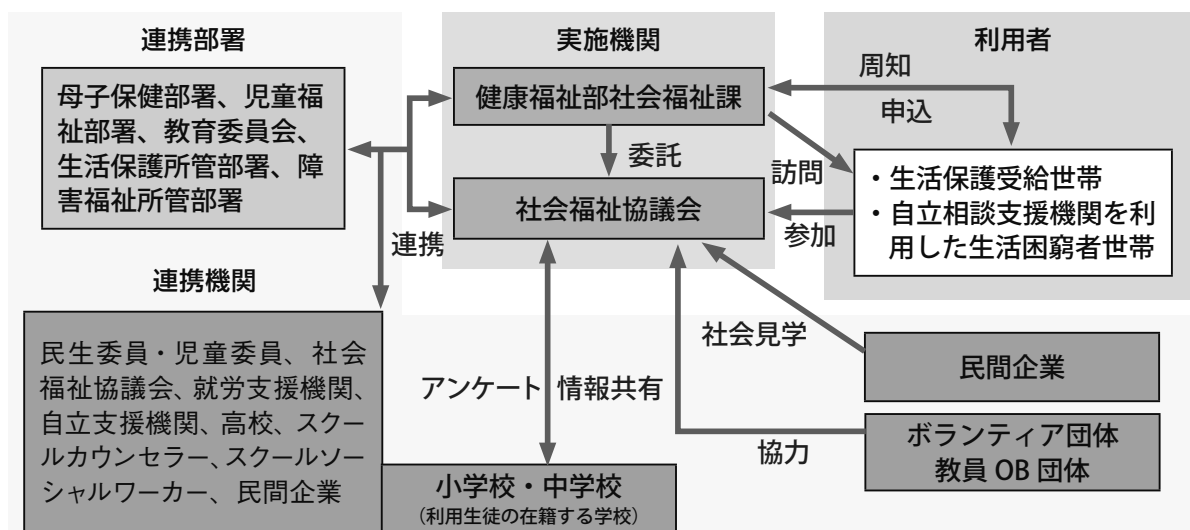 連携部署
母子保健部署、児童福
祉部署、教育委員会、
生活保護所管部署、障
害福祉所管部署
実施機関
健康福祉部社会福祉課
委託
社会福祉協議会
利用者
周知
申込
訪問
参加
・生活保護受給世帯
・自立相談支援機関を利
用した生活困窮者世帯
連携
連携機関
民生委員・児童委員、社会
福祉協議会、就労支援機関、
自立支援機関、高校、スクー
ルカウンセラー、スクールソー
シャルワーカー、民間企業
アンケート
情報共有
小学校・中学校
（利用生徒の在籍する学校）
社会見学
民間企業
協力
ボランティア団体
教員 OB 団体